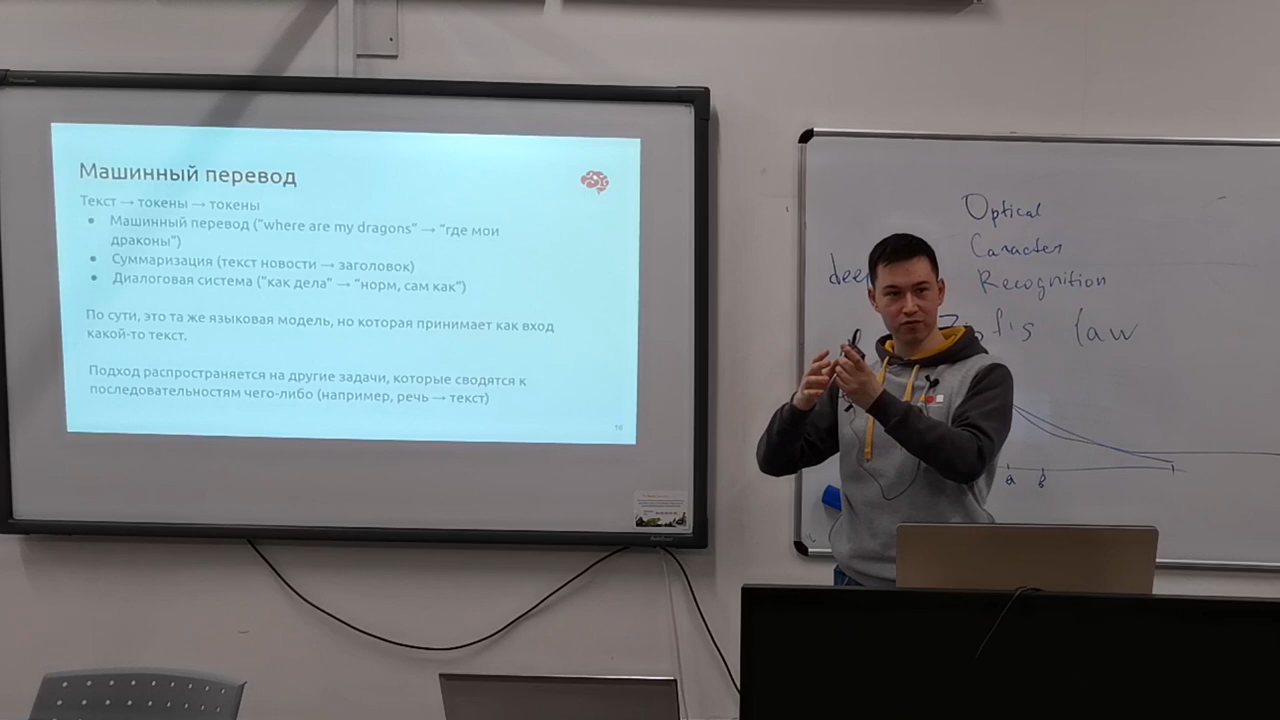 Машинный перевод
Текст → токены → токены
● Машинный перевод ("where are my dragons" → "где мои
драконы")
● Суммаризация (текст новости → заголовок)
● Диалоговая система ("как дела" → "норм, сам как")
По сути, это та же языковая модель, но которая принимает как вход
какой-то текст.
Подход распространяется на другие задачи, которые сводятся к
последовательностям чего-либо (например, речь → текст)
16
Optical
Caracter
deep
Recognition
law
a
b